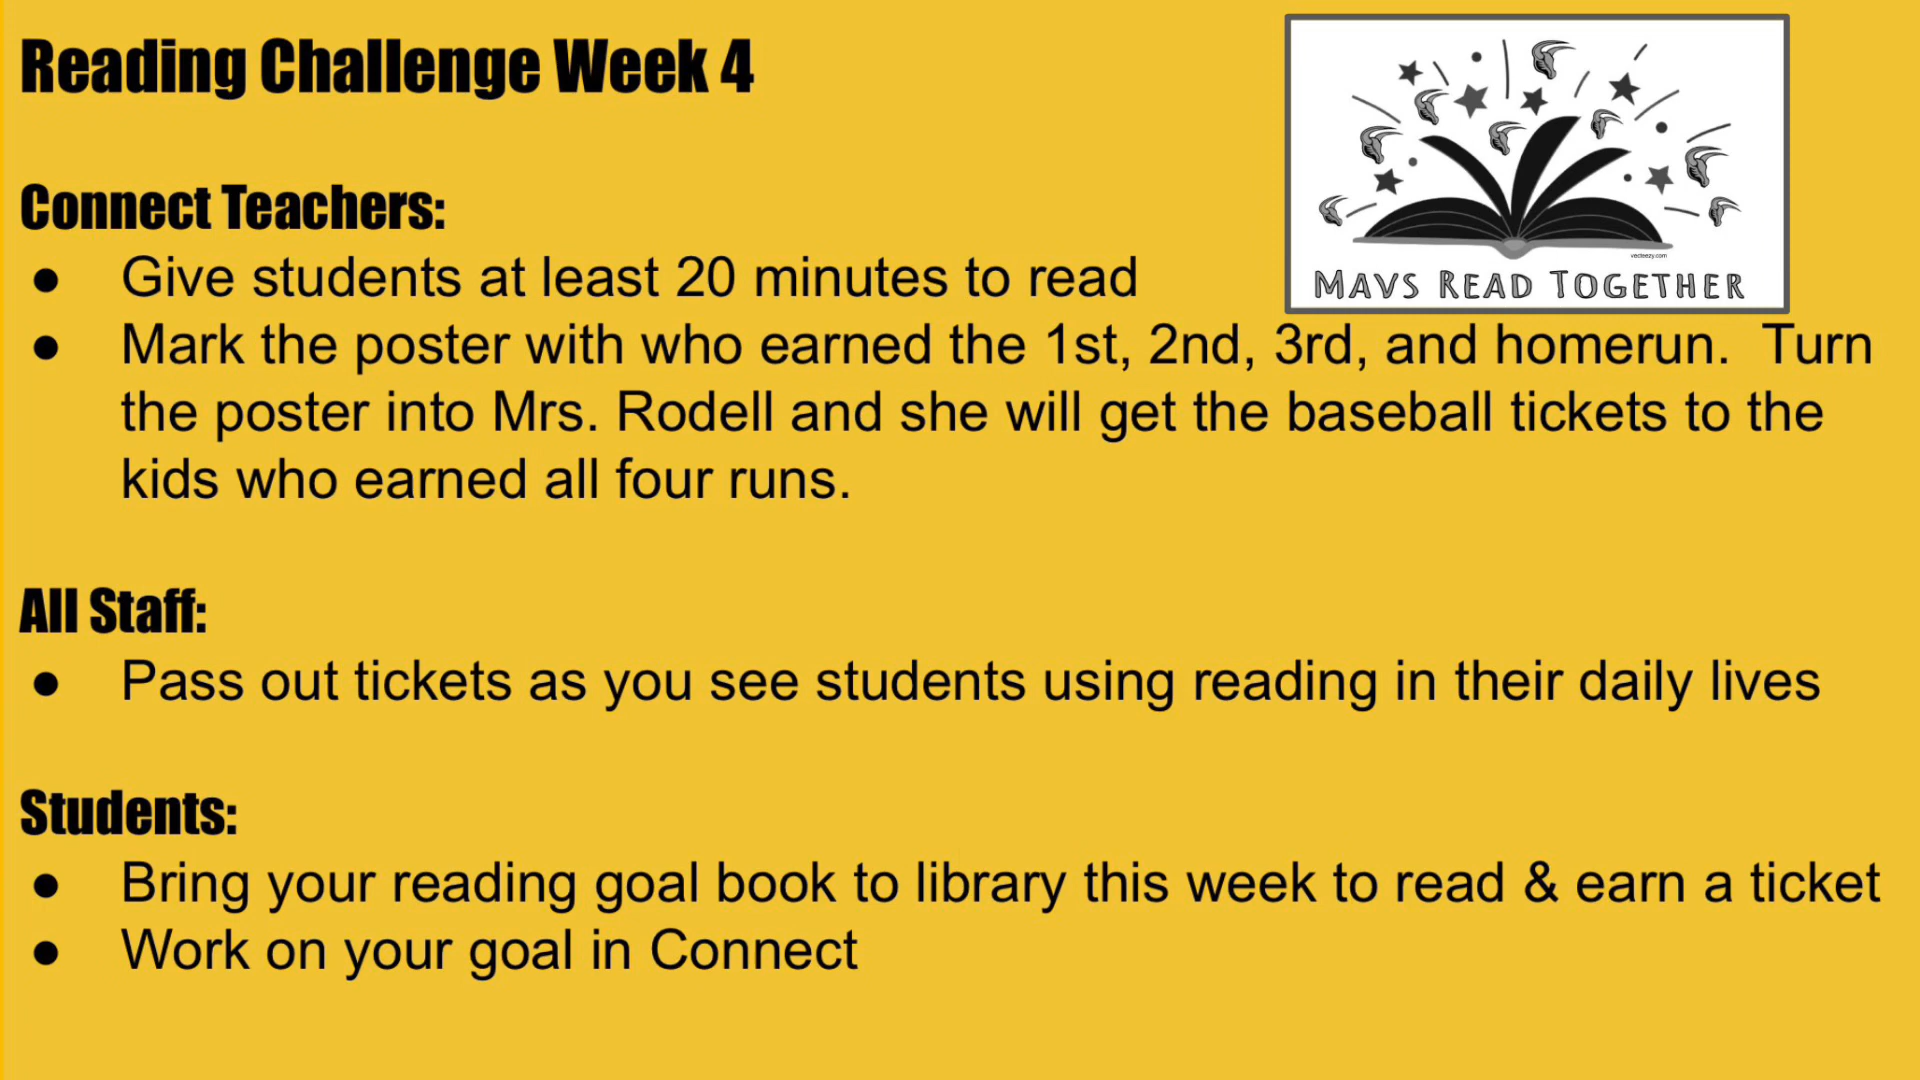 Reading Challenge Week 4
vecteezy.com
MAVS READ TOGETHER
Connect Teachers:
● Give students at least 20 minutes to read
● Mark the poster with who earned the 1st, 2nd, 3rd, and homerun.  Turn
the poster into Mrs. Rodell and she will get the baseball tickets to the
kids who earned all four runs.
All Staff:
● Pass out tickets as you see students using reading in their daily lives
Students:
● Bring your reading goal book to library this week to read & earn a ticket
● Work on your goal in Connect